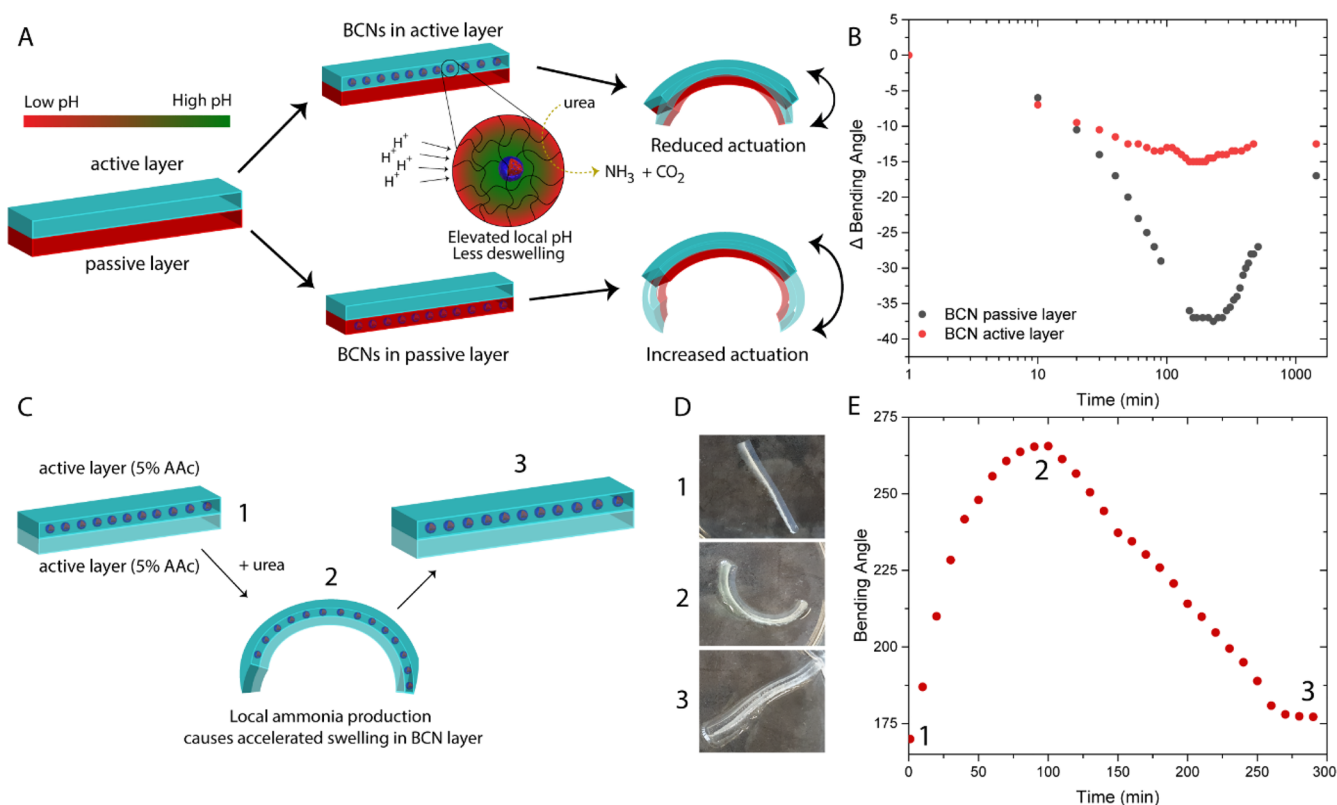 A
Low pH
High pH
active layer
passive layer
BCNs in active layer
H+
H+
H+
H+
urea
NH3 + CO2
Elevated local pH
Less deswelling
Reduced actuation
BCNs in passive layer
Increased actuation
B
0
-5
-10
-15
-20
-25
-30
-35
-40
Δ Bending Angle
BCN passive layer
BCN active layer
1
10
100
1000
Time (min)
C
active layer (5% AAc)
1
active layer (5% AAc)
+ urea
2
3
Local ammonia production
causes accelerated swelling in BCN layer
D
1
2
3
E
275
250
225
200
175
Bending Angle
1
2
3
0
50
100
150
200
250
300
Time (min)